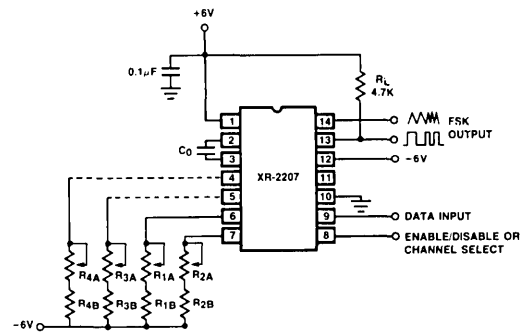 +6V
0.1µF
RL
4.7K
1
14
FSK
OUTPUT
2
13
CO
3
XR-2207
12
-6V
4
11
5
10
6
9
DATA INPUT
7
8
ENABLE/DISABLE OR
CHANNEL SELECT
R4A
R3A
R1A
R2A
R4B
R3B
R1B
R2B
-6V